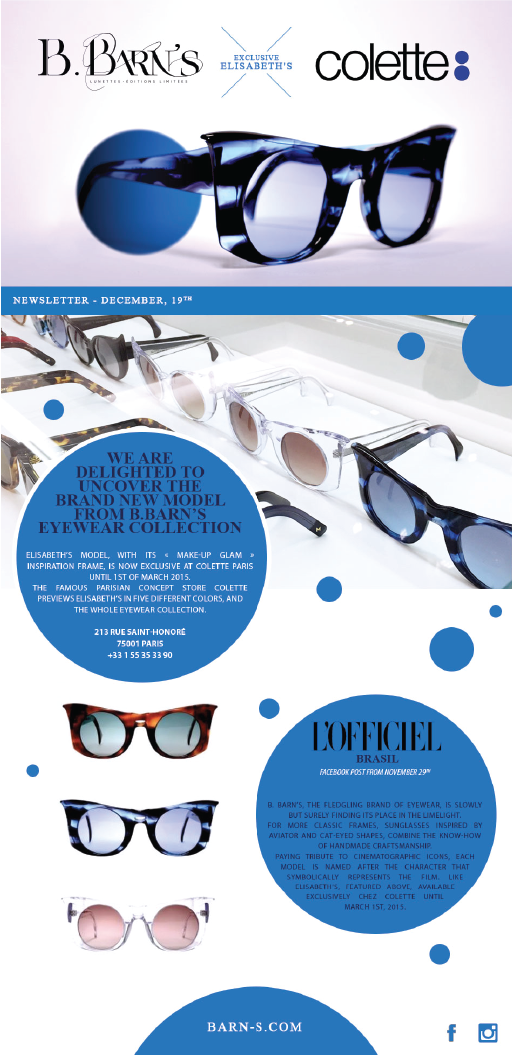 B. BARN'S
LUNETTES-EDITIONS LIMITÉES
EXCLUSIVE
ELISABETH'S
colette:
NEWSLETTER - DECEMBER, 19TH
WE ARE
DELIGHTED TO
UNCOVER THE
BRAND NEW MODEL
FROM B.BARN'S
EYEWEAR COLLECTION
ELISABETH'S MODEL, WITH ITS « MAKE-UP GLAM »
INSPIRATION FRAME, IS NOW EXCLUSIVE AT COLETTE PARIS
UNTIL 1ST OF MARCH 2015.
THE FAMOUS PARISIAN CONCEPT STORE COLETTE
PREVIEWS ELISABETH'S IN FIVE DIFFERENT COLORS, AND
THE WHOLE EYEWEAR COLLECTION.
213 RUE SAINT-HONORÉ
75001 PARIS
+33 1 55 35 33 90
L'OFFICIEL
BRASIL
FACEBOOK POST FROM NOVEMBER 29TH
B. BARN'S, THE FLEDGLING BRAND OF EYEWEAR, IS SLOWLY
BUT SURELY FINDING ITS PLACE IN THE LIMELIGHT.
FOR MORE CLASSIC FRAMES, SUNGLASSES INSPIRED BY
AVIATOR AND CAT-EYED SHAPES, COMBINE THE KNOW-HOW
OF HANDMADE CRAFTSMANSHIP.
PAYING TRIBUTE TO CINEMATOGRAPHIC ICONS, EACH
MODEL IS NAMED AFTER THE CHARACTER THAT
SYMBOLICALLY REPRESENTS THE FILM. LIKE
ELISABETH'S, FEATURED ABOVE, AVAILABLE
EXCLUSIVELY CHEZ COLETTE UNTIL
MARCH 1ST, 2015.
BARN-S.COM
f